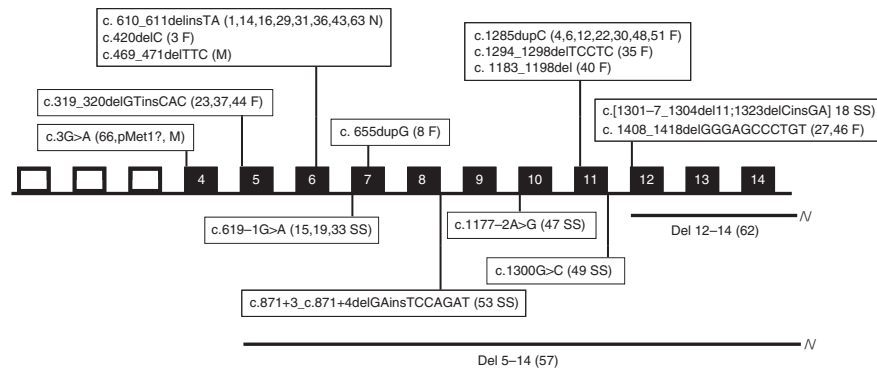 c. 610_611delinsTA (1,14,16,29,31,36,43,63 N)
c.420delC (3 F)
c.469_471delTTC (M)
c.1285dupC (4,6,12,22,30,48,51 F)
c.1294_1298delTCCTC (35 F)
c. 1183_1198del (40 F)
c.319_320delGTinsCAC (23,37,44 F)
c.[1301–7_1304del11;1323delCinsGA] 18 SS)
c. 1408_1418delGGGAGCCCTGT (27,46 F)
c.3G>A (66,pMet1?, M)
c. 655dupG (8 F)
4 5 6 7 8 9 10 11 12 13 14
c.619–1G>A (15,19,33 SS)
c.1177–2A>G (47 SS)
Del 12–14 (62)
c.1300G>C (49 SS)
c.871+3_c.871+4delGAinsTCCAGAT (53 SS)
Del 5–14 (57)